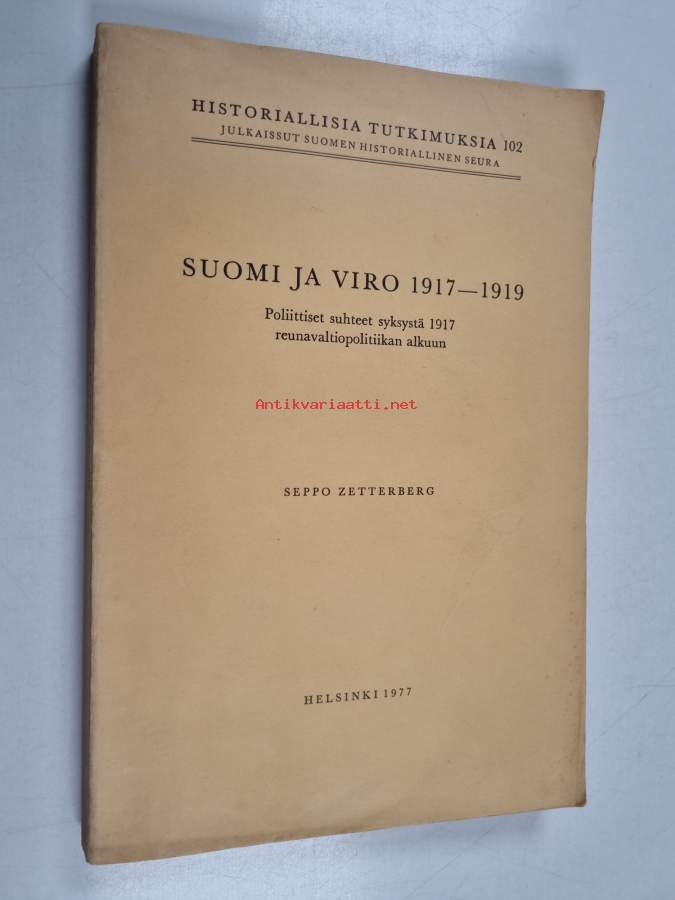 HISTORIALLISIA TUTKIMUKSIA 102
JULKAISSUT SUOMEN HISTORIALLINEN SEURA
SUOMI JA VIRO 1917—1919
Poliittiset suhteet syksystä 1917
reunavaltiopolitiikan alkuun
Antikvariaatti.net
SEPPO ZETTERBERG
HELSINKI 1977